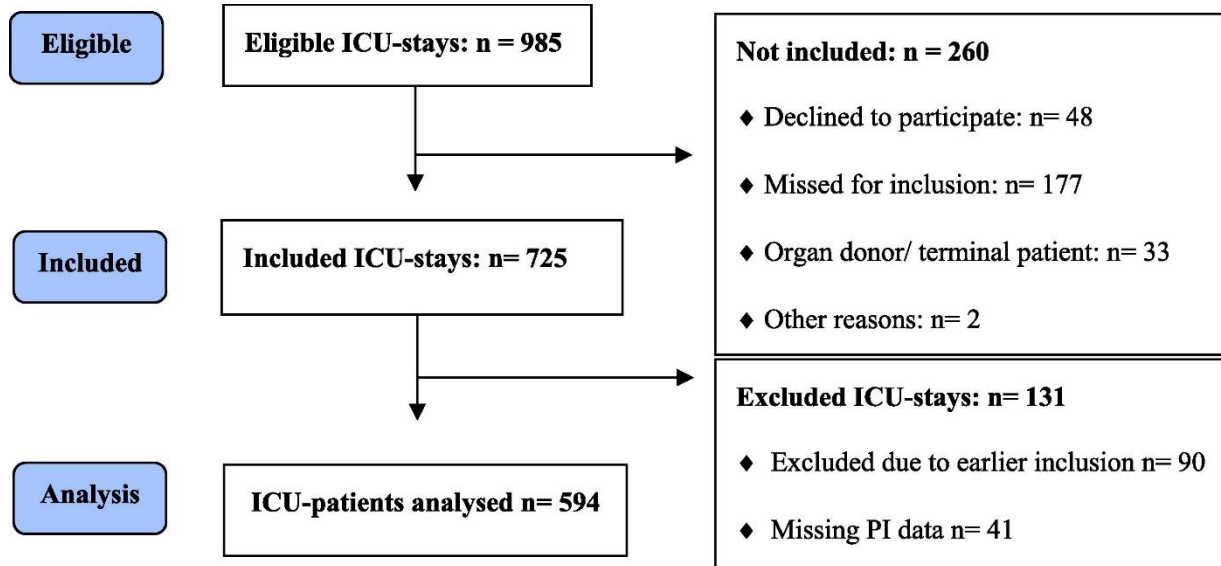 Eligible
Eligible ICU-stays: n = 985
Not included: n = 260
♦ Declined to participate: n= 48
♦ Missed for inclusion: n= 177
♦ Organ donor/ terminal patient: n= 33
♦ Other reasons: n= 2
Included
Included ICU-stays: n= 725
Excluded ICU-stays: n= 131
♦ Excluded due to earlier inclusion n= 90
♦ Missing PI data n= 41
Analysis
ICU-patients analysed n= 594